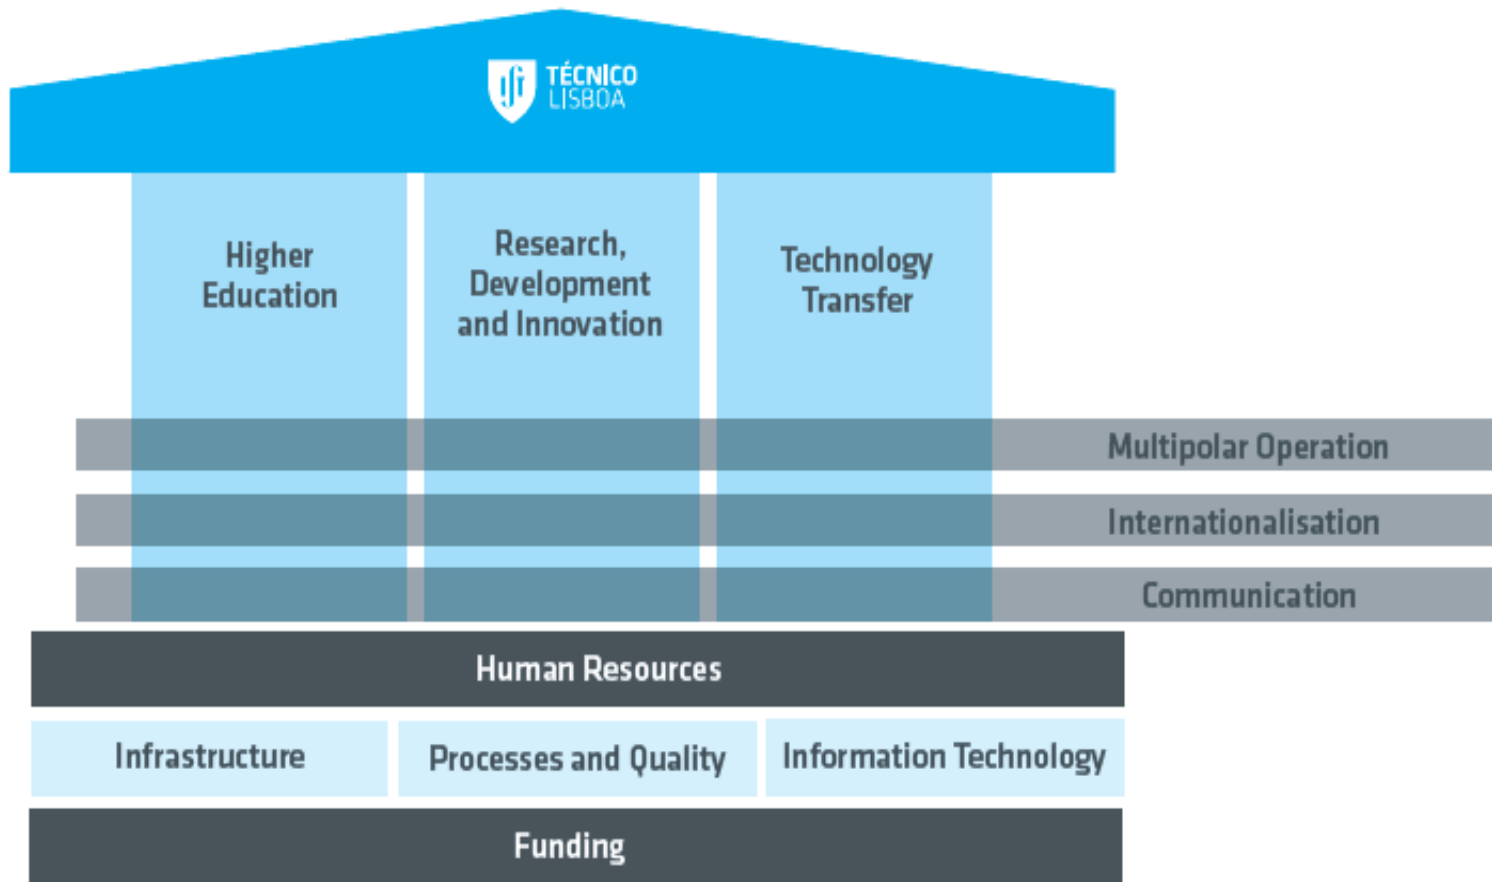 TÉCNICO
LISBOA
Higher
Education
Research,
Development
and Innovation
Technology
Transfer
Multipolar Operation
Internationalisation
Communication
Human Resources
Infrastructure
Processes and Quality
Information Technology
Funding